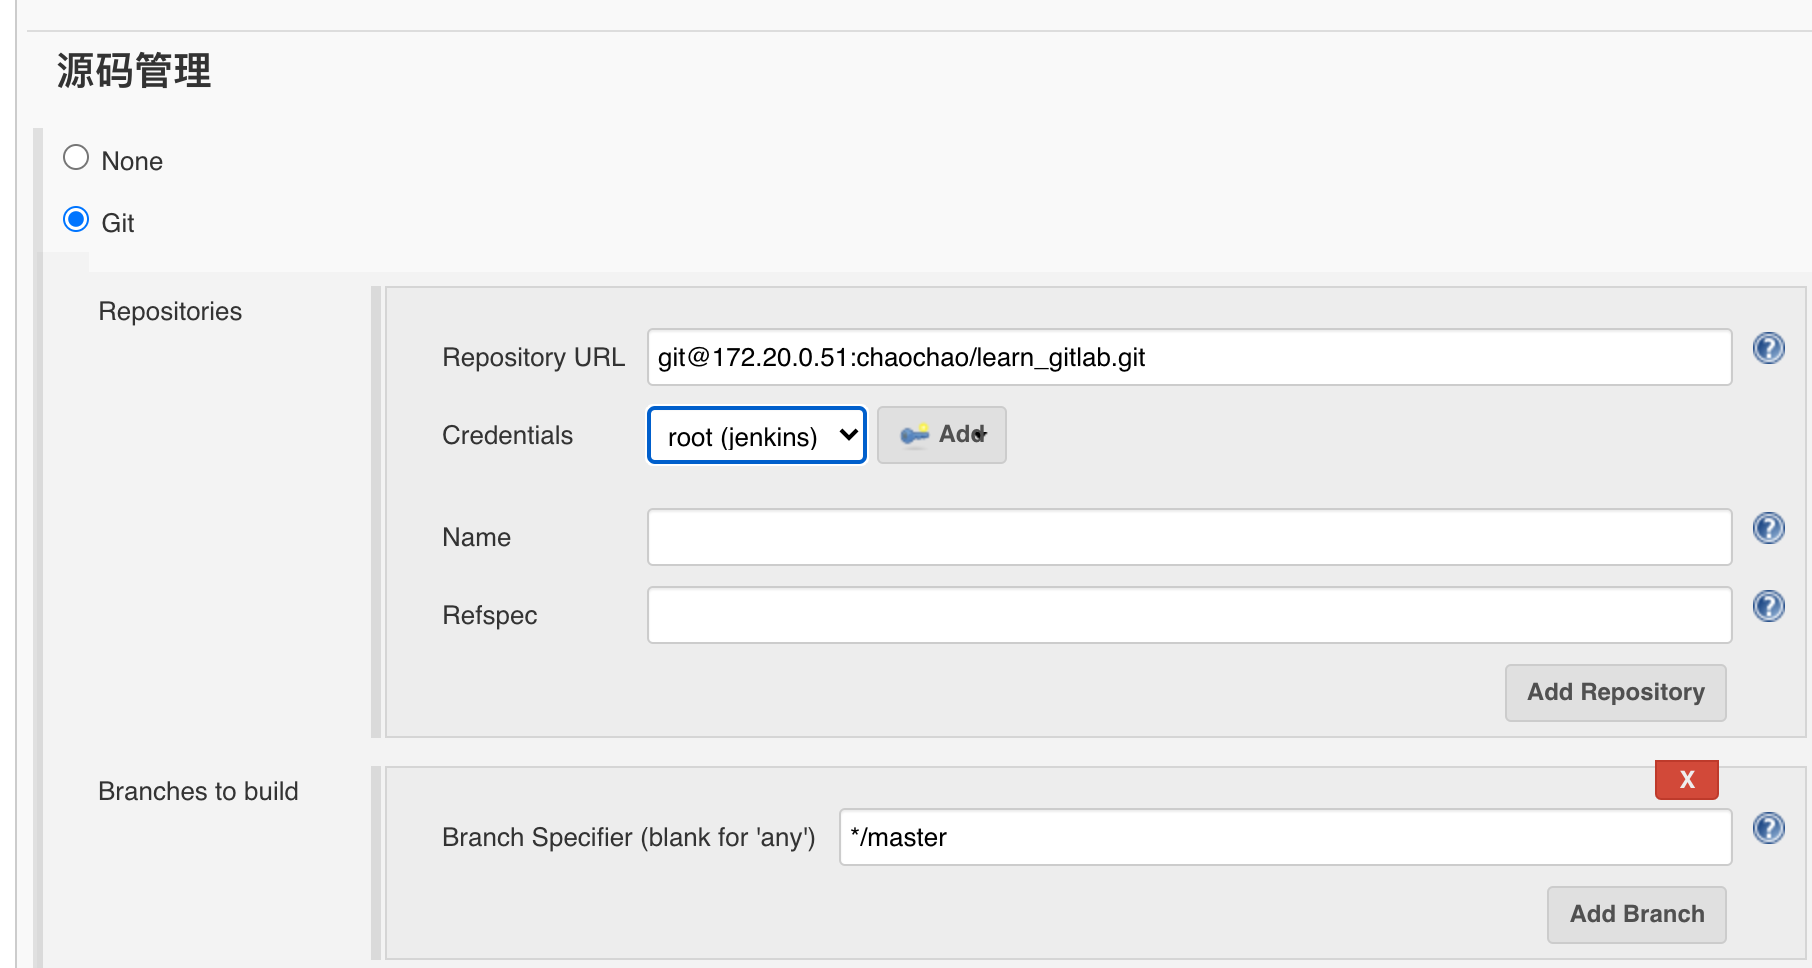 源码管理
None
Git
Repositories
Repository URL git@172.20.0.51:chaochao/learn_gitlab.git
Credentials root (jenkins) Add
Name
Refspec
Add Repository
Branches to build
X
Branch Specifier (blank for 'any') */master
Add Branch